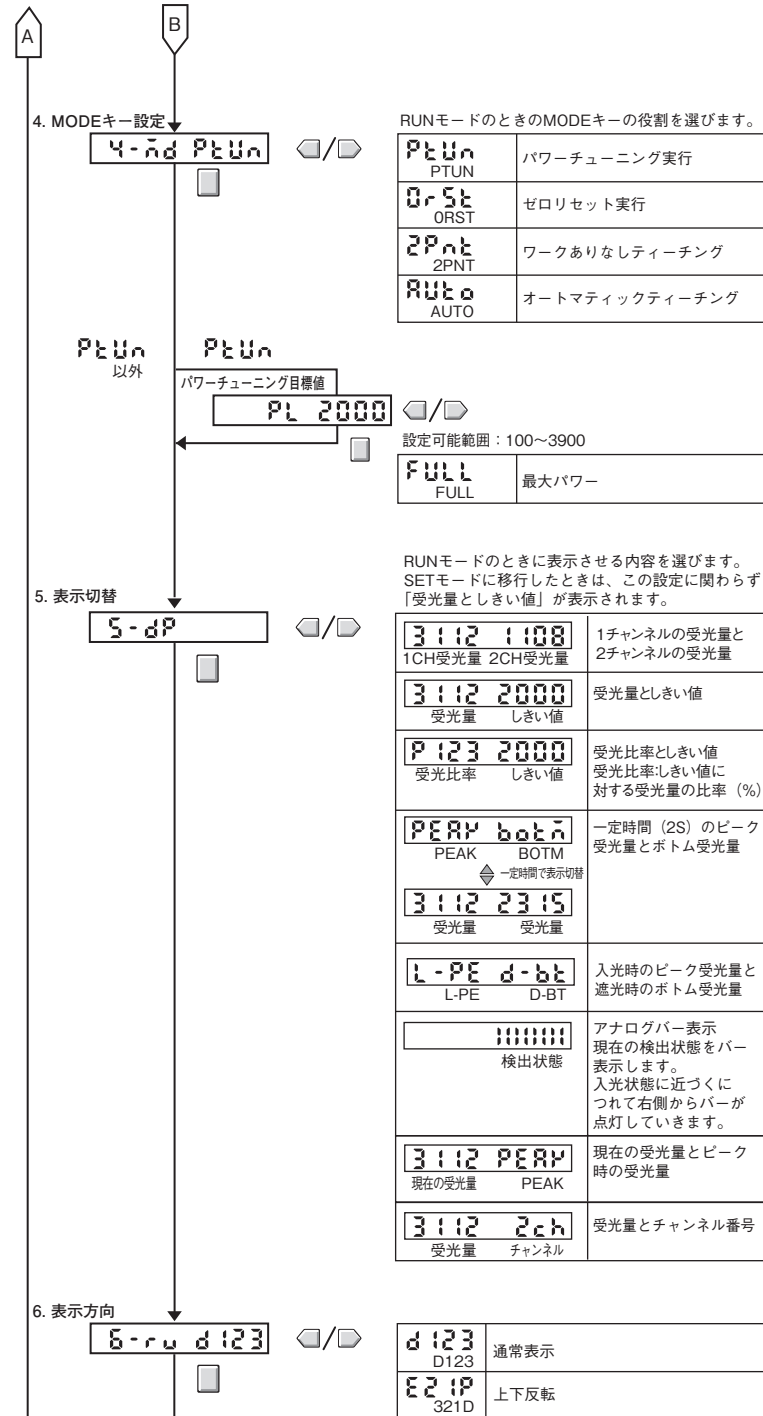 A
B
4. MODEキー設定
RUNモードのときのMODEキーの役割を選びます。
4-md PtUn
/
PtUn
PTUN
パワーチューニング実行
0rSt
0RST
ゼロリセット実行
2Pnt
2PNT
ワークありなしティーチング
AUto
AUTO
オートマティックティーチング
PtUn
以外
PtUn
パワーチューニング目標値
PL 2000
/
設定可能範囲:100~3900
FULL
FULL
最大パワー
RUNモードのときに表示させる内容を選びます。
SETモードに移行したときは、この設定に関わらず
「受光量としきい値」が表示されます。
5. 表示切替
5-dP
/
3112 1108
1CH受光量 2CH受光量
1チャンネルの受光量と
2チャンネルの受光量
3112 2000
受光量 しきい値
受光量としきい値
P 123 2000
受光比率 しきい値
受光比率としきい値
受光比率:しきい値に
対する受光量の比率(%)
PEAK botm
PEAK BOTM
一定時間で表示切替
3112 2315
受光量 受光量
一定時間(2S)のピーク
受光量とボトム受光量
L-PE d-bt
L-PE D-BT
入光時のピーク受光量と
遮光時のボトム受光量
検出状態
アナログバー表示
現在の検出状態をバー
表示します。
入光状態に近づくに
つれて右側からバーが
点灯していきます。
3112 PEAK
現在の受光量 PEAK
現在の受光量とピーク
時の受光量
3112 2ch
受光量 チャンネル
受光量とチャンネル番号
6. 表示方向
6-ru d123
/
d123
D123
通常表示
321D
上下反転